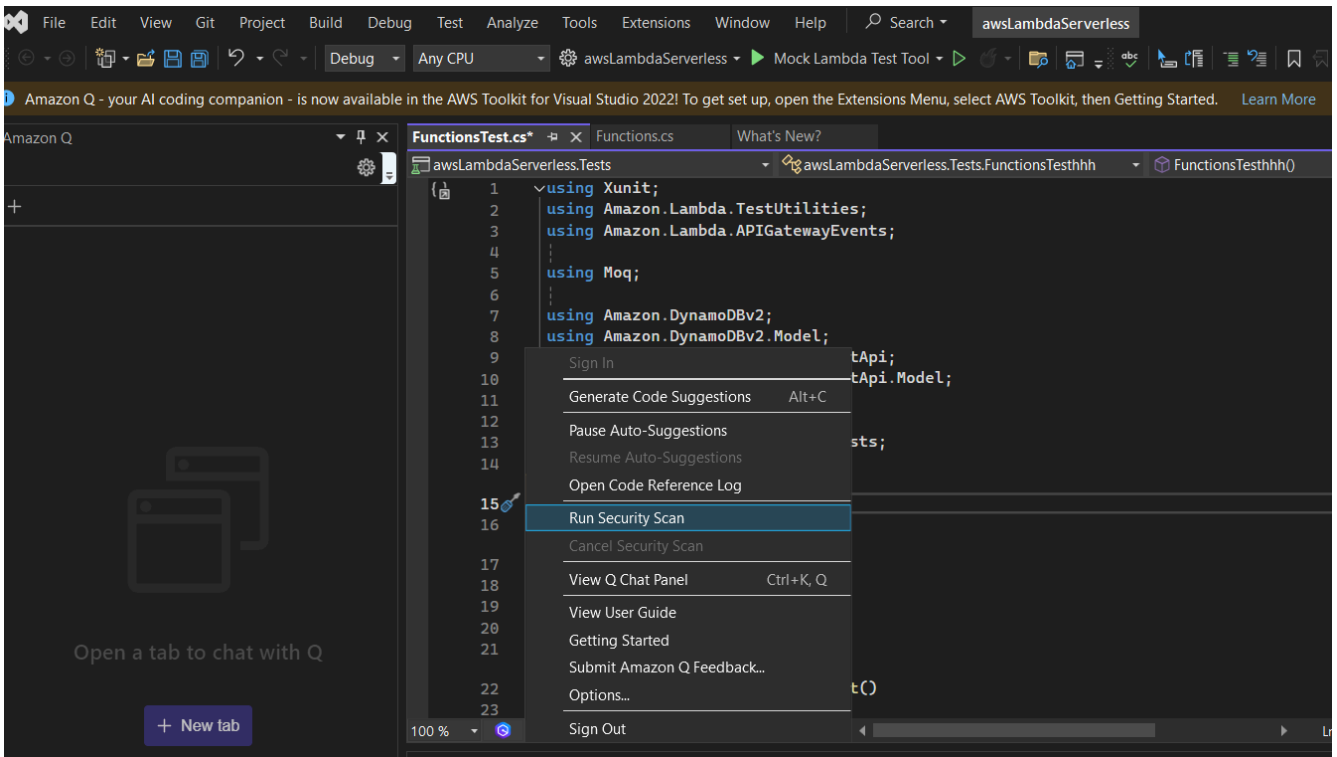 File Edit View Git Project Build Debug Test Analyze Tools Extensions Window Help Search awsLambdaServerless
Debug Any CPU awsLambdaServerless Mock Lambda Test Tool
Amazon Q - your AI coding companion - is now available in the AWS Toolkit for Visual Studio 2022! To get set up, open the Extensions Menu, select AWS Toolkit, then Getting Started. Learn More
Amazon Q
FunctionsTest.cs* Functions.cs What's New?
awsLambdaServerless.Tests awsLambdaServerless.Tests.FunctionsTesthhh FunctionsTesthhh()
1 using Xunit;
2 using Amazon.Lambda.TestUtilities;
3 using Amazon.Lambda.APIGatewayEvents;
4
5 using Moq;
6
7 using Amazon.DynamoDBv2;
8 using Amazon.DynamoDBv2.Model;
9 tApi;
10 tApi.Model;
11
12
13 sts;
14
15
16
17
18
19
20
21
22 t()
23
Sign In
Generate Code Suggestions Alt+C
Pause Auto-Suggestions
Resume Auto-Suggestions
Open Code Reference Log
Run Security Scan
Cancel Security Scan
View Q Chat Panel Ctrl+K, Q
View User Guide
Getting Started
Submit Amazon Q Feedback...
Options...
Sign Out
Open a tab to chat with Q
+ New tab
100 %